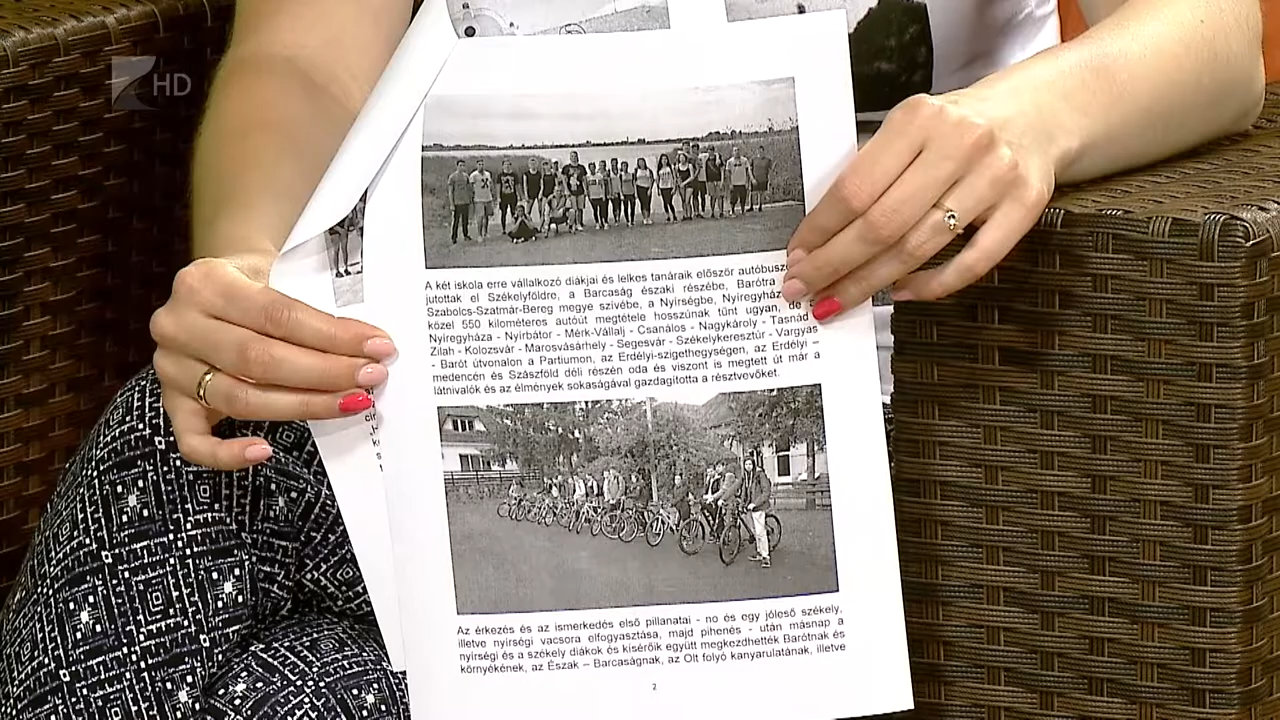 HD
A két iskola erre vállalkozó diákjai és lelkes tanáraik először
jutottak el Székelyföldre, a Barcaság északi részébe, Barótra
Szabolcs-Szatmár-Bereg megye szívébe, a Nyírségbe,
közel 550 kilométeres autóút megtétele hosszúnak tűnt ugyan, de a
Nyíregyháza - Nyírbátor - Mérk-Vállalj - Csanálos - Nagykároly - Tasnád -
Zilah - Kolozsvár - Marosvásárhely - Segesvár - Székelykeresztúr - Vargyas
- Barót útvonalon a Partiumon, az Erdélyi-szigethegységen, az Erdélyi –
medencén és Szászföld déli részén oda és viszont is megtett út már a
látnivalók és az élmények sokaságával gazdagította a résztvevőket.
Az érkezés és az ismerkedés első pillanatai - no és egy jóleső székely,
illetve nyírségi vacsora elfogyasztása, majd pihenés - után másnap a
nyírségi és a székely diákok és kísérőik együtt megkezdhették Barótnak és
környékének, az Észak – Barcaságnak, az Olt folyó kanyarulatának, illetve
2